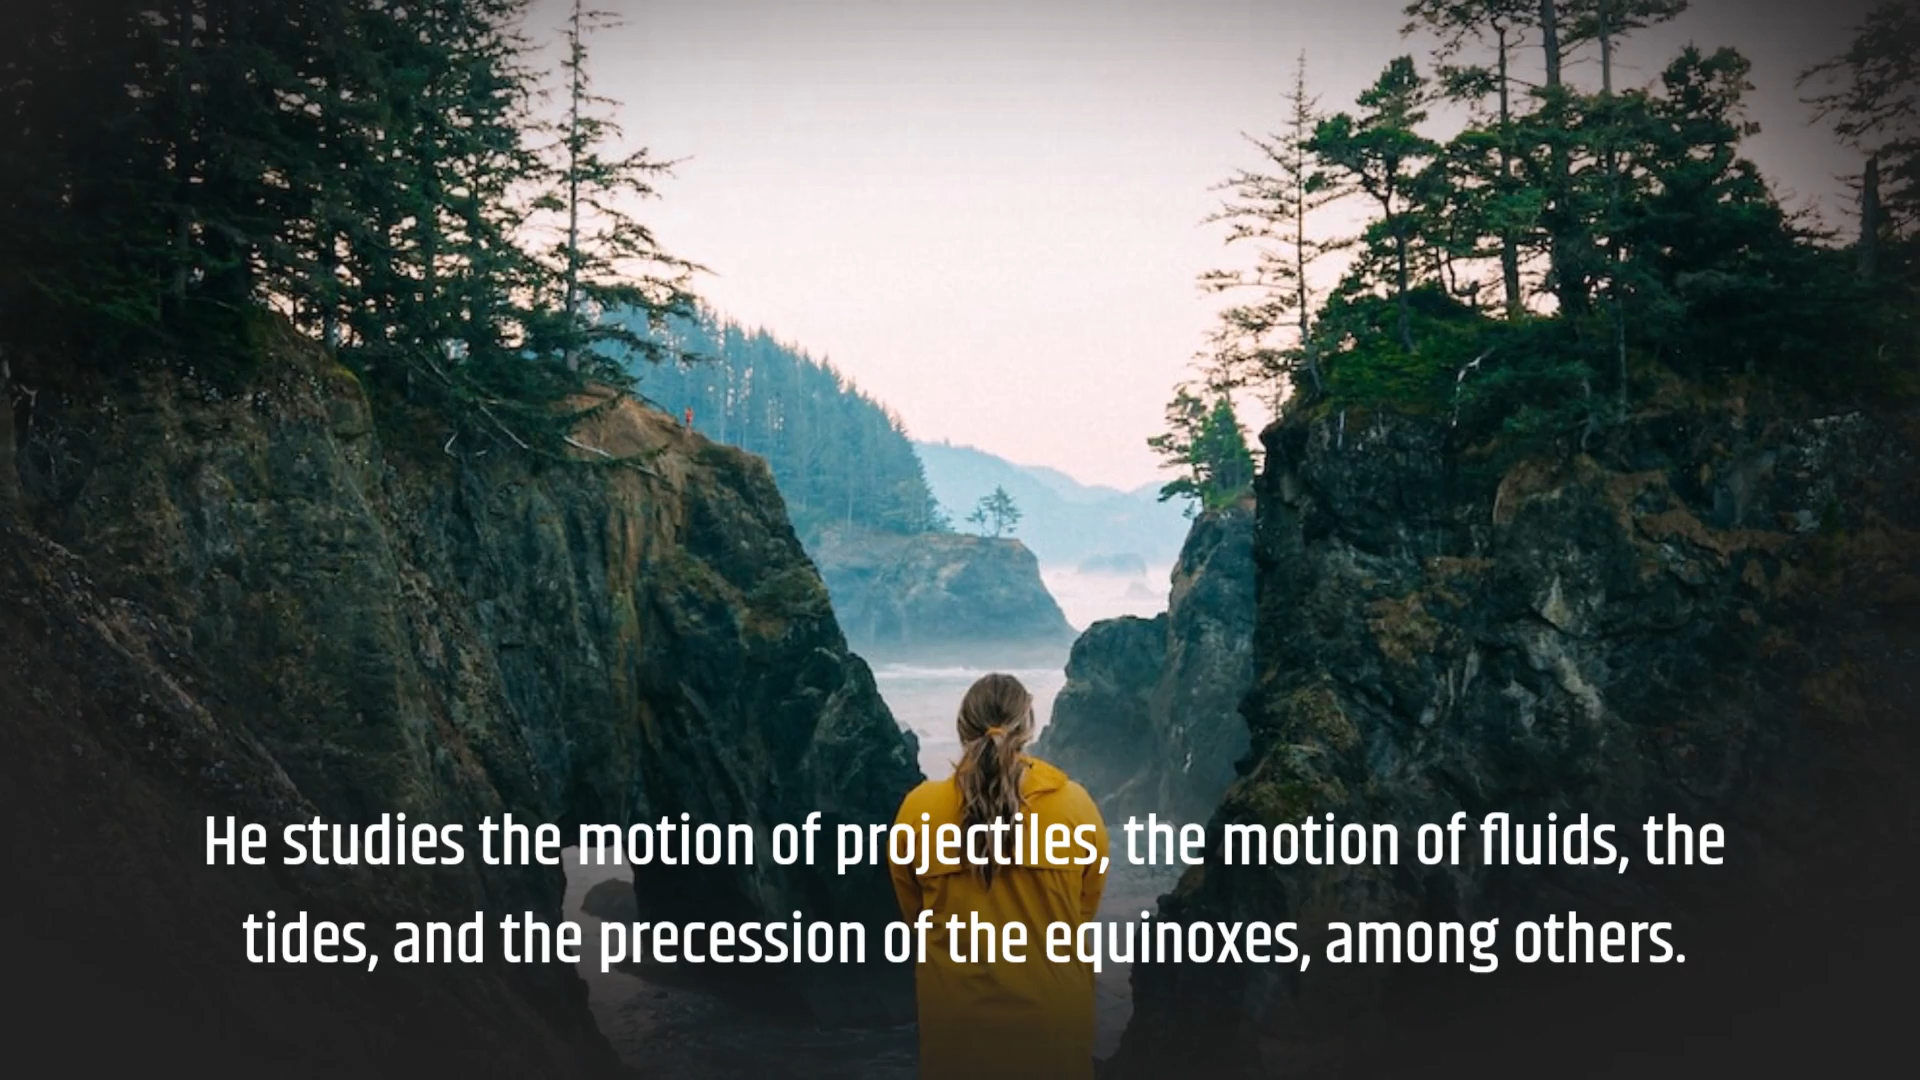 He studies the motion of projectiles, the motion of fluids, the
tides, and the precession of the equinoxes, among others.